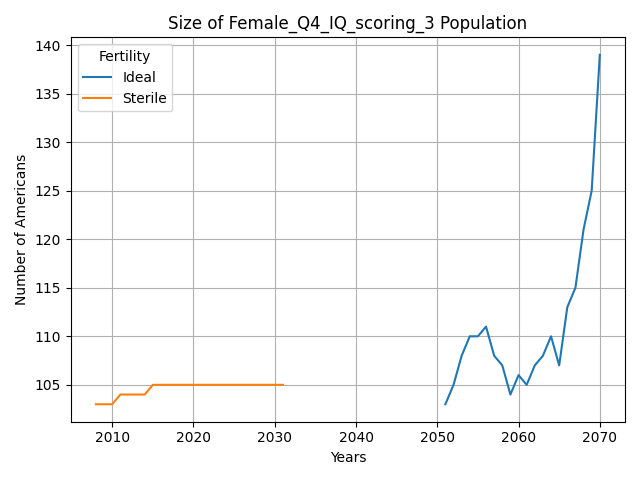 Size of Female_Q4_IQ_scoring_3 Population
Number of Americans
140
135
130
125
120
115
110
105
Fertility
Ideal
Sterile
2010 2020 2030 2040 2050 2060 2070
Years